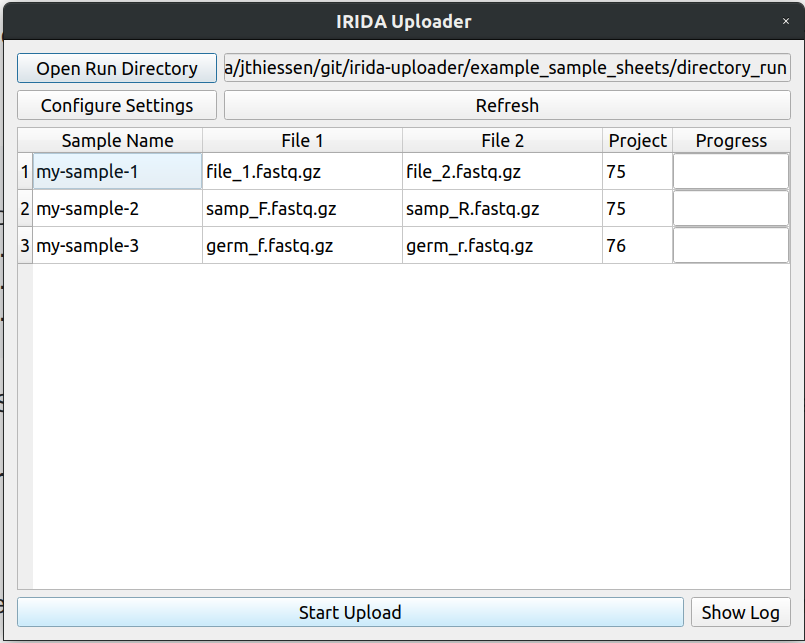 IRIDA Uploader ×
Open Run Directory a/jthiessen/git/irida-uploader/example_sample_sheets/directory_run
Configure Settings Refresh
Sample Name File 1 File 2 Project Progress
1 my-sample-1 file_1.fastq.gz file_2.fastq.gz 75
2 my-sample-2 samp_F.fastq.gz samp_R.fastq.gz 75
3 my-sample-3 germ_f.fastq.gz germ_r.fastq.gz 76
Start Upload Show Log